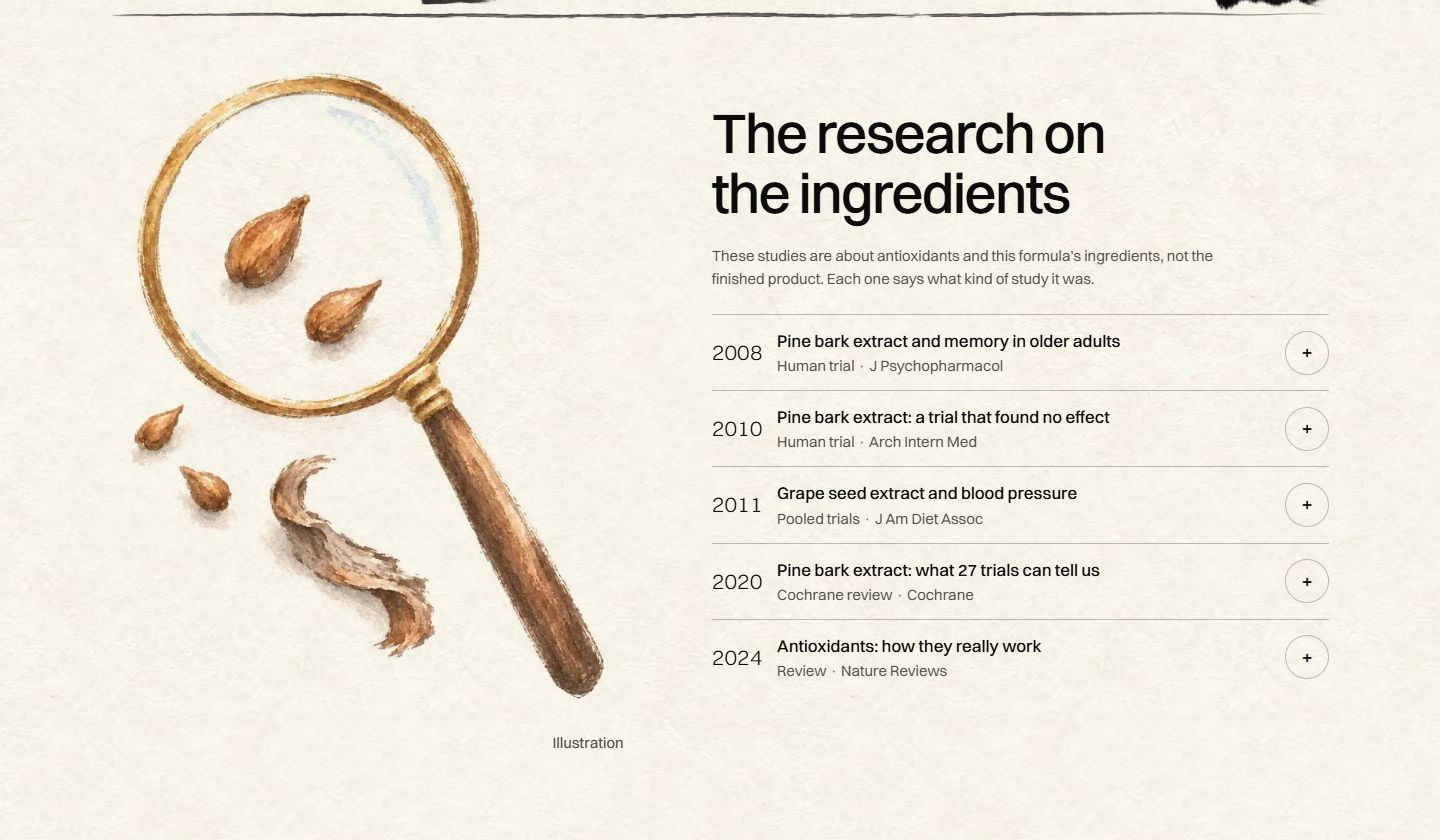 The research on
the ingredients
These studies are about antioxidants and this formula's ingredients, not the
finished product. Each one says what kind of study it was.
2008
Pine bark extract and memory in older adults
Human trial · J Psychopharmacol
+
2010
Pine bark extract: a trial that found no effect
Human trial · Arch Intern Med
+
2011
Grape seed extract and blood pressure
Pooled trials · J Am Diet Assoc
+
2020
Pine bark extract: what 27 trials can tell us
Cochrane review · Cochrane
+
2024
Antioxidants: how they really work
Review · Nature Reviews
+
Illustration